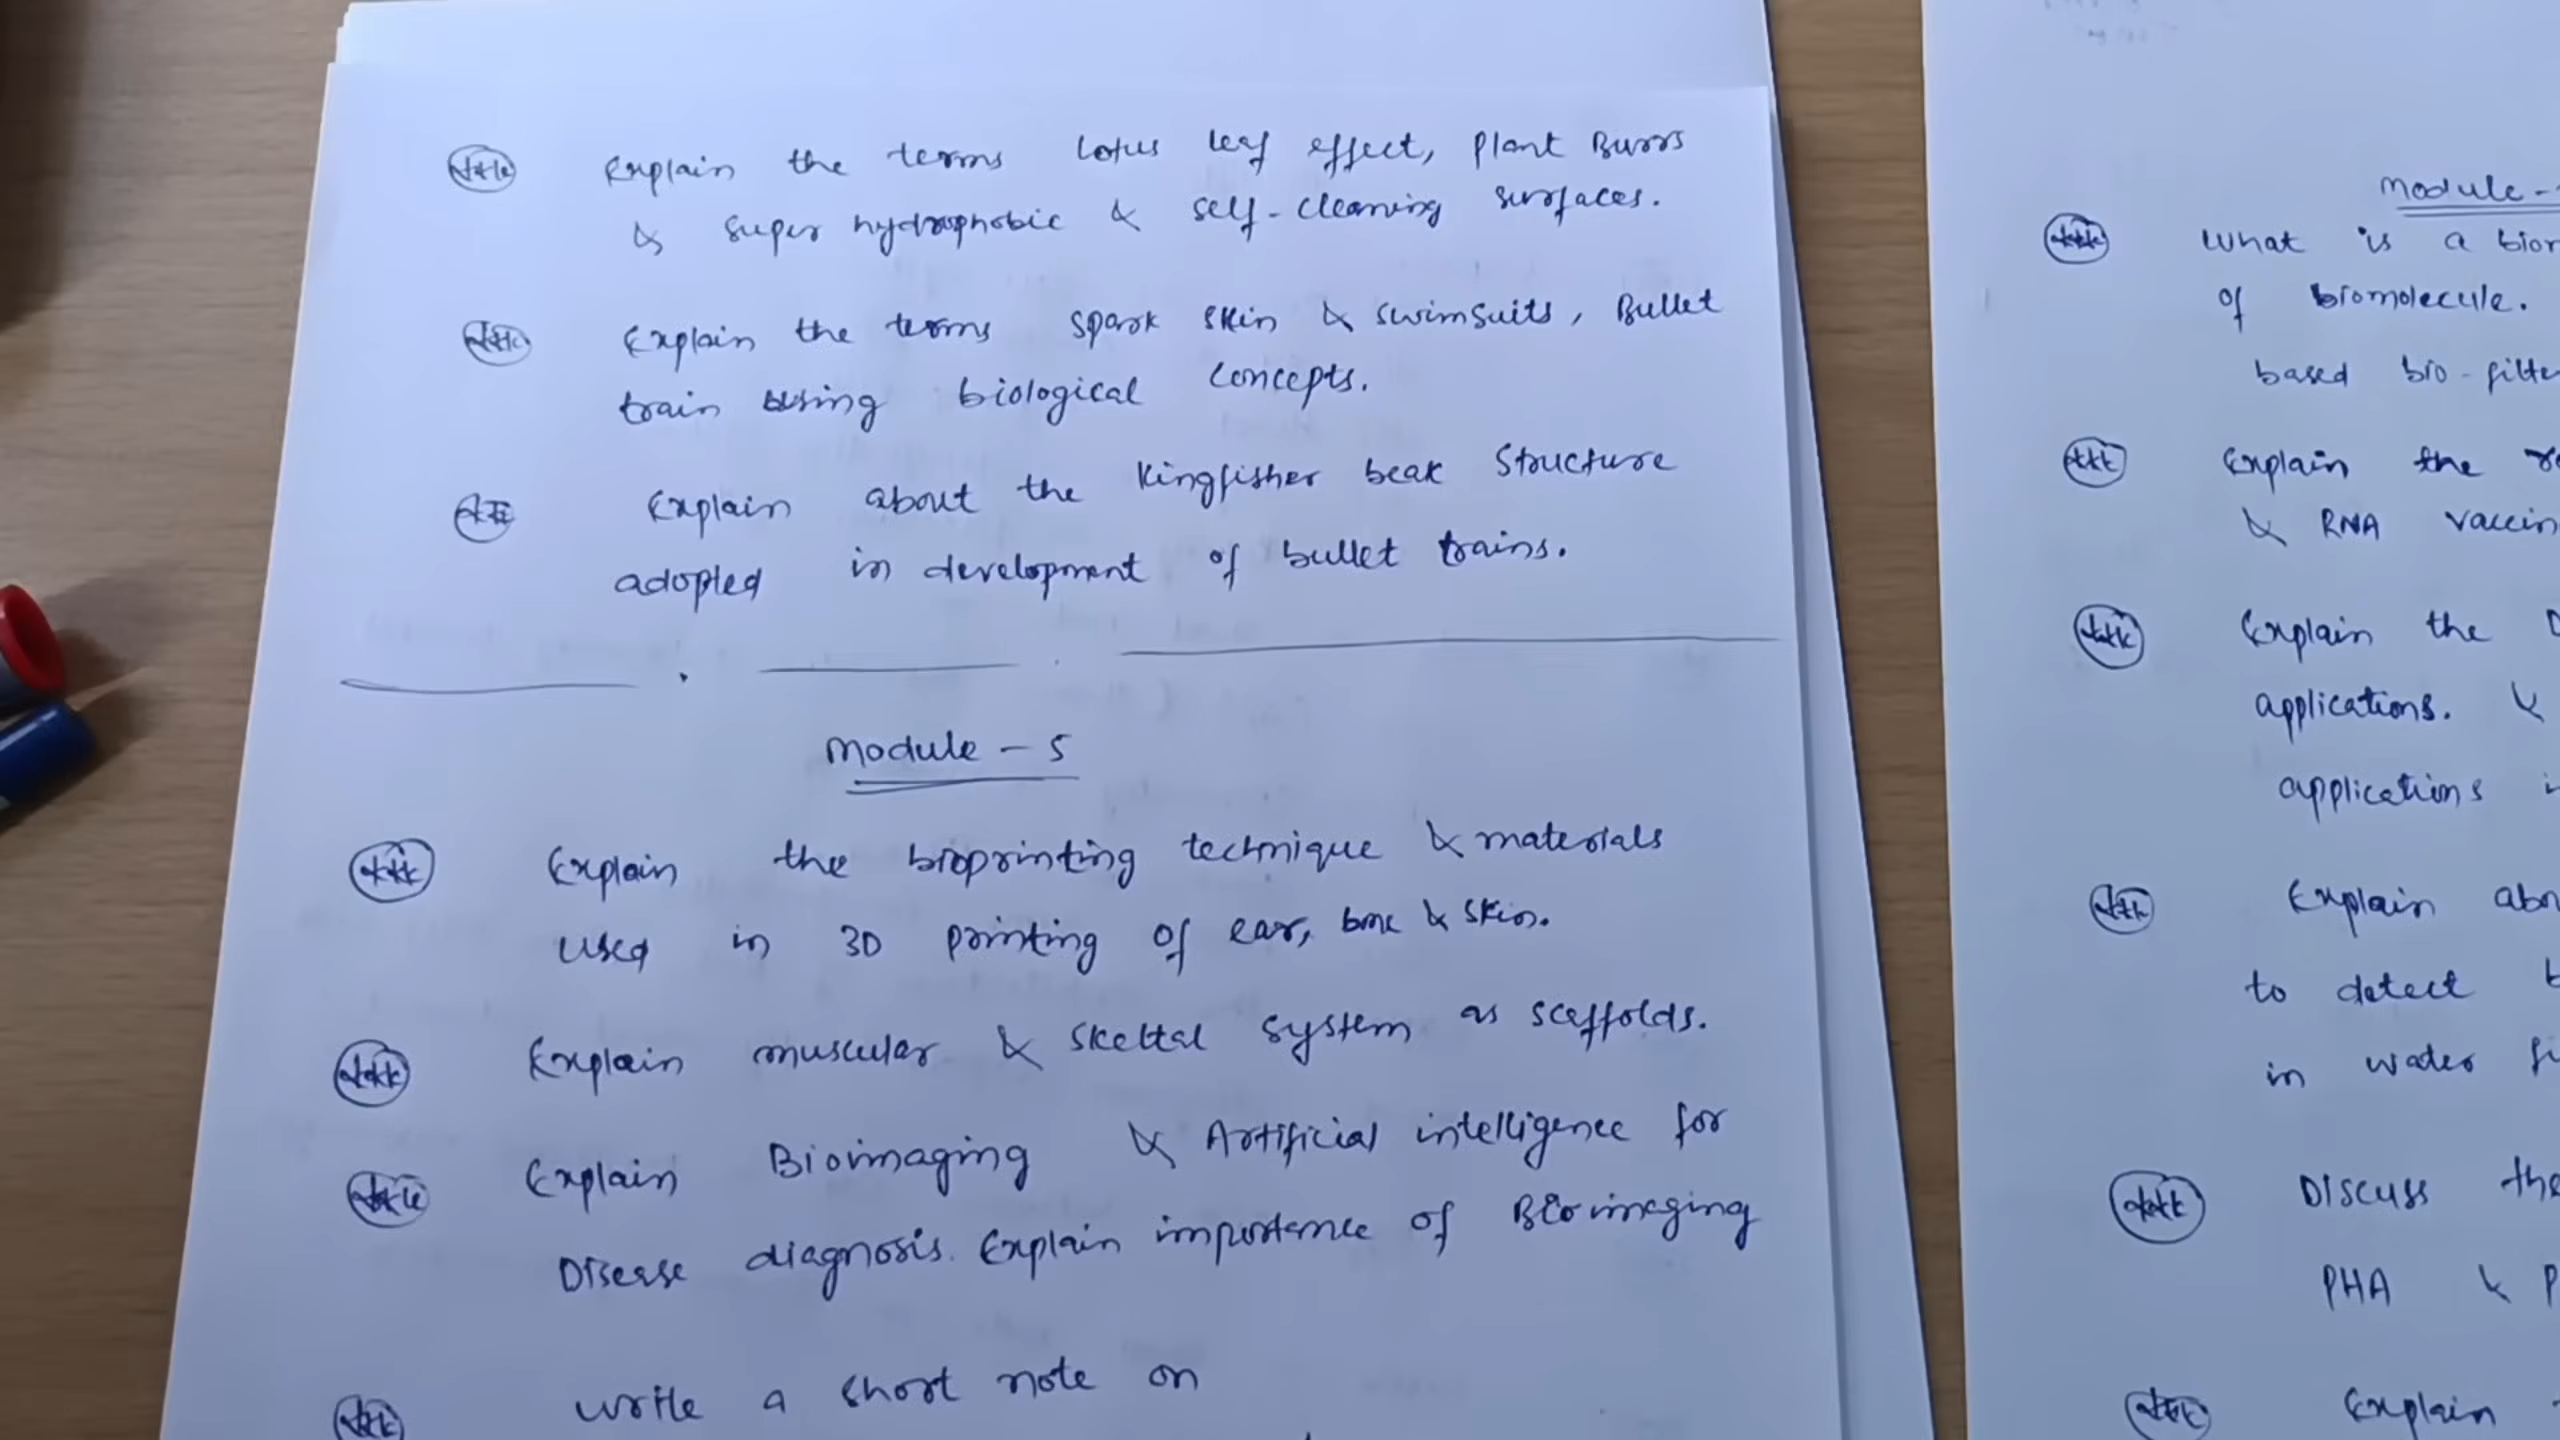 Explain the terms Lotus leaf effect, Plant Burrs
& super hydrophobic & self-cleaning surfaces.
Explain the terms spark skin & swimsuits, Bullet
train using biological concepts.
Explain about the kingfisher beak structure
adopted in development of bullet trains.
Module - 5
Explain the bioprinting technique & materials
used in 3D printing of ear, bone & skin.
Explain muscular & skeltal system as scaffolds.
Explain Bioimaging & Artificial intelligence for
Disease diagnosis. Explain importance of Bioimaging
write a short note on
Module -
What is a bior
of biomolecule.
based bio-filte
Explain the re
& RNA vaccin
Explain the D
applications. &
applications i
Explain abo
to detect b
in water fi
Discuss the
PHA & P
Explain